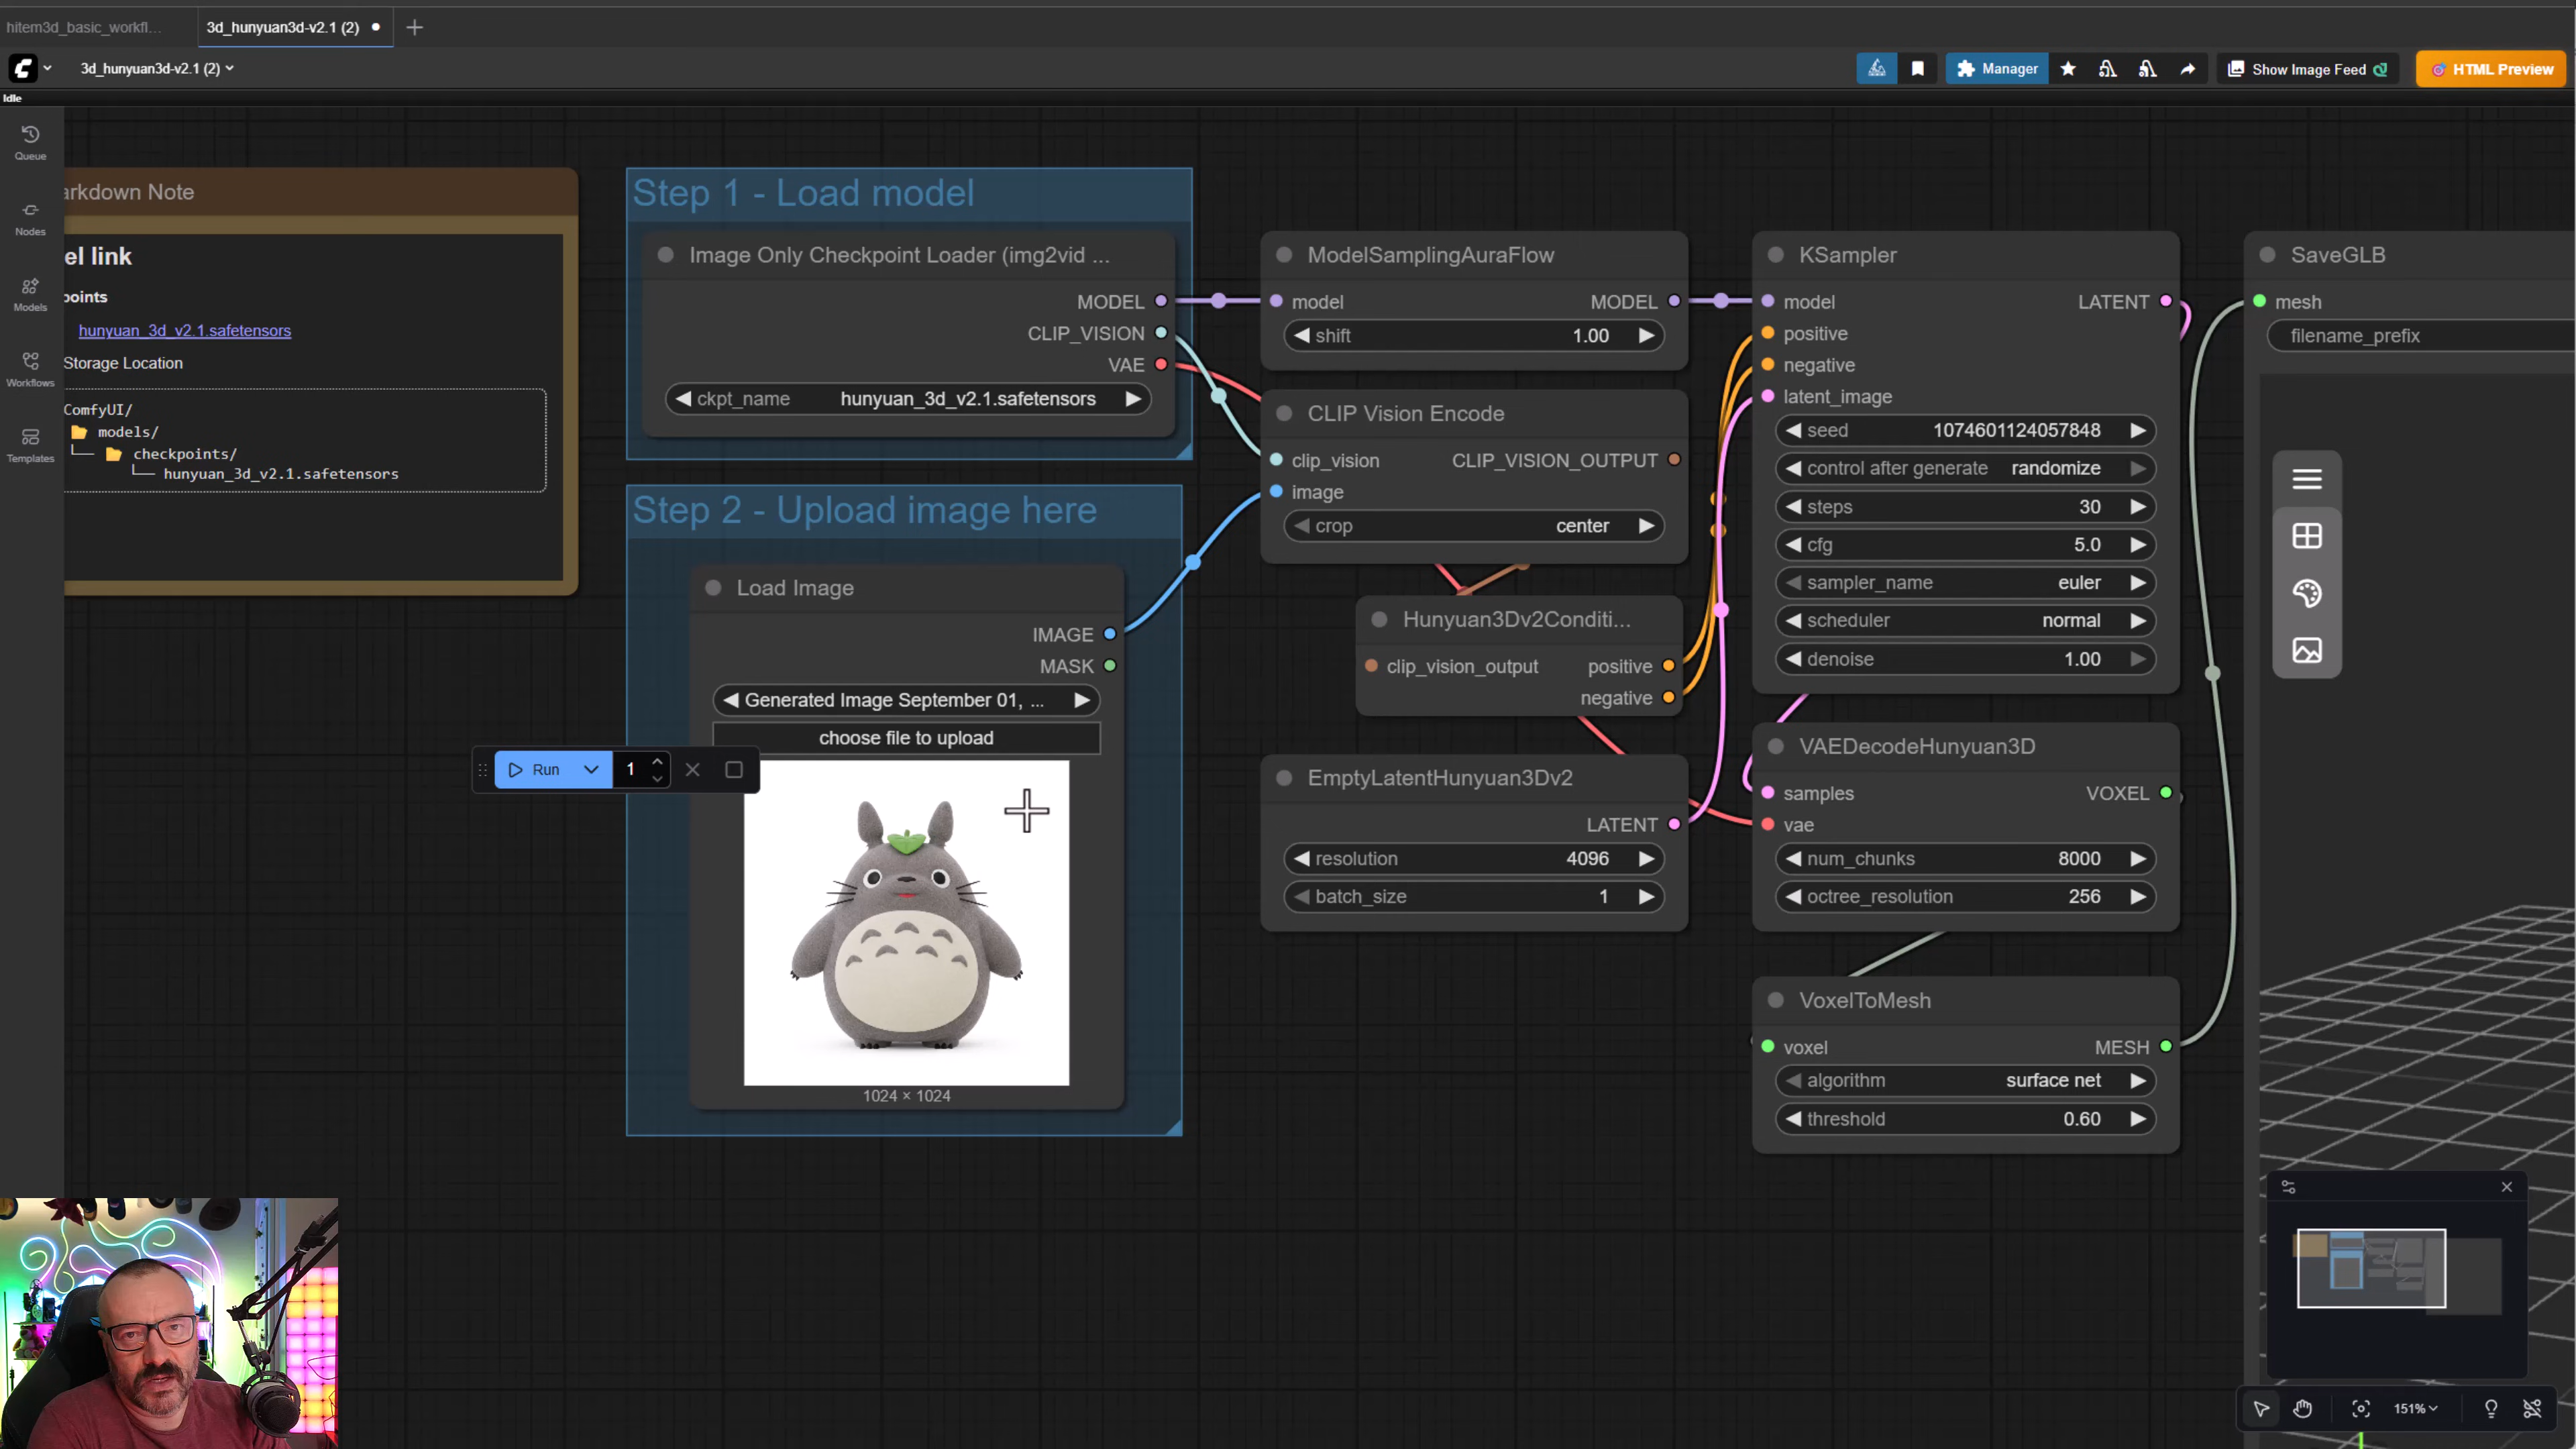 hitem3d_basic_workfl...
3d_hunyuan3d-v2.1 (2)
3d_hunyuan3d-v2.1 (2)
Manager
Show Image Feed
HTML Preview
Idle
Queue
Nodes
Models
Workflows
Templates
arkdown Note
el link
points
hunyuan_3d_v2.1.safetensors
Storage Location
ComfyUI/
models/
checkpoints/
hunyuan_3d_v2.1.safetensors
Step 1 - Load model
Image Only Checkpoint Loader (img2vid ...
MODEL
CLIP_VISION
VAE
ckpt_name hunyuan_3d_v2.1.safetensors
Step 2 - Upload image here
Load Image
IMAGE
MASK
Generated Image September 01, ...
choose file to upload
Run 1
1024 × 1024
ModelSamplingAuraFlow
model MODEL
shift 1.00
CLIP Vision Encode
clip_vision CLIP_VISION_OUTPUT
image
crop center
Hunyuan3Dv2Conditi...
clip_vision_output positive
negative
EmptyLatentHunyuan3Dv2
LATENT
resolution 4096
batch_size 1
KSampler
model LATENT
positive
negative
latent_image
seed 1074601124057848
control after generate randomize
steps 30
cfg 5.0
sampler_name euler
scheduler normal
denoise 1.00
VAEDecodeHunyuan3D
samples VOXEL
vae
num_chunks 8000
octree_resolution 256
VoxelToMesh
voxel MESH
algorithm surface net
threshold 0.60
SaveGLB
mesh
filename_prefix
151%